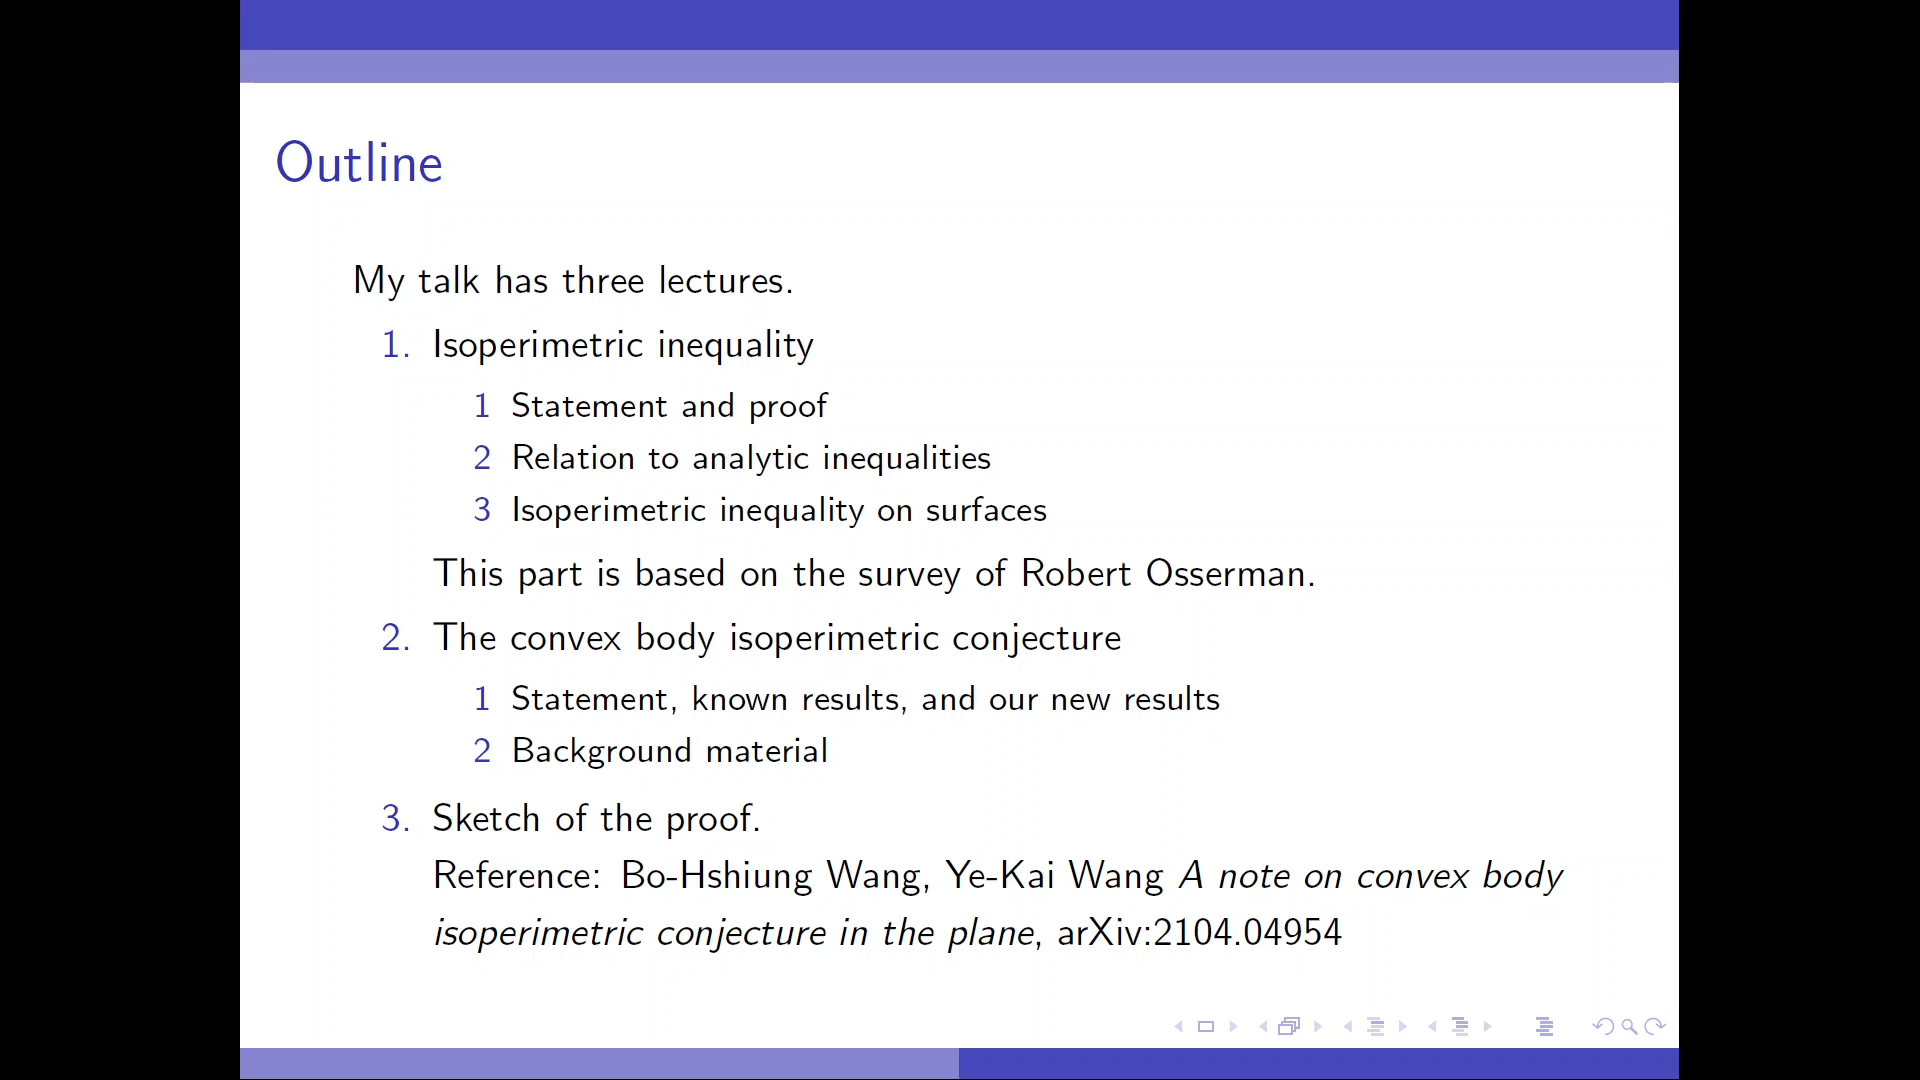 Outline
My talk has three lectures.
1. Isoperimetric inequality
1 Statement and proof
2 Relation to analytic inequalities
3 Isoperimetric inequality on surfaces
This part is based on the survey of Robert Osserman.
2. The convex body isoperimetric conjecture
1 Statement, known results, and our new results
2 Background material
3. Sketch of the proof.
Reference: Bo-Hshiung Wang, Ye-Kai Wang A note on convex body
isoperimetric conjecture in the plane, arXiv:2104.04954